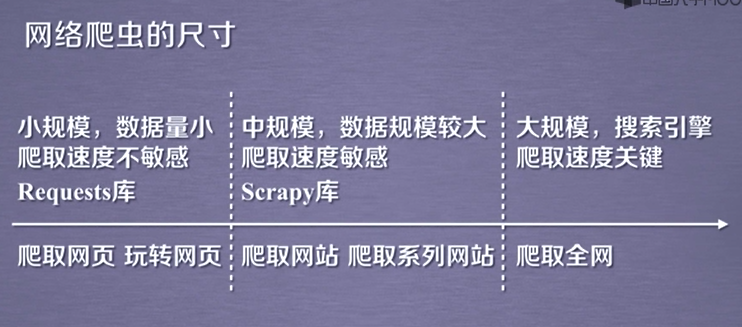 网络爬虫的尺寸
小规模，数据量小
爬取速度不敏感
Requests库
中规模，数据规模较大
爬取速度敏感
Scrapy库
大规模，搜索引擎
爬取速度关键
爬取网页 玩转网页
爬取网站 爬取系列网站
爬取全网